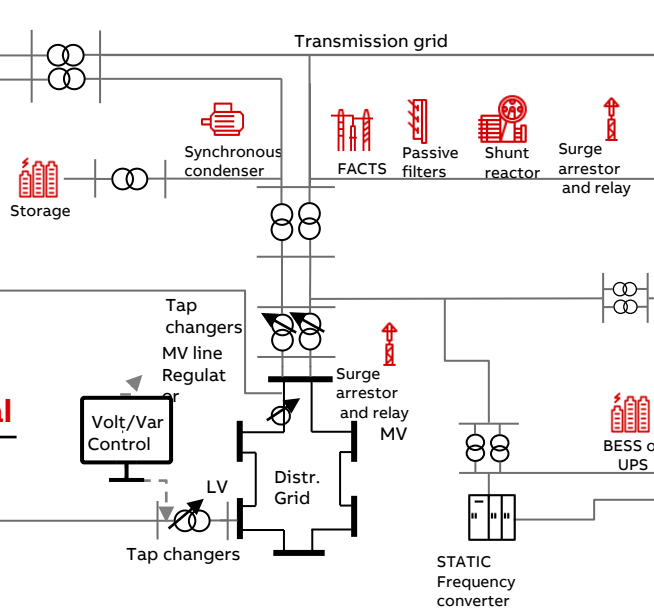 Transmission grid
Synchronous
condenser
FACTS
Passive
filters
Shunt
reactor
Surge
arrestor
and relay
Storage
Tap
changers
MV line
Regulat
or
Surge
arrestor
and relay
MV
al
Volt/Var
Control
BESS o
UPS
Distr.
Grid
LV
Tap changers
STATIC
Frequency
converter